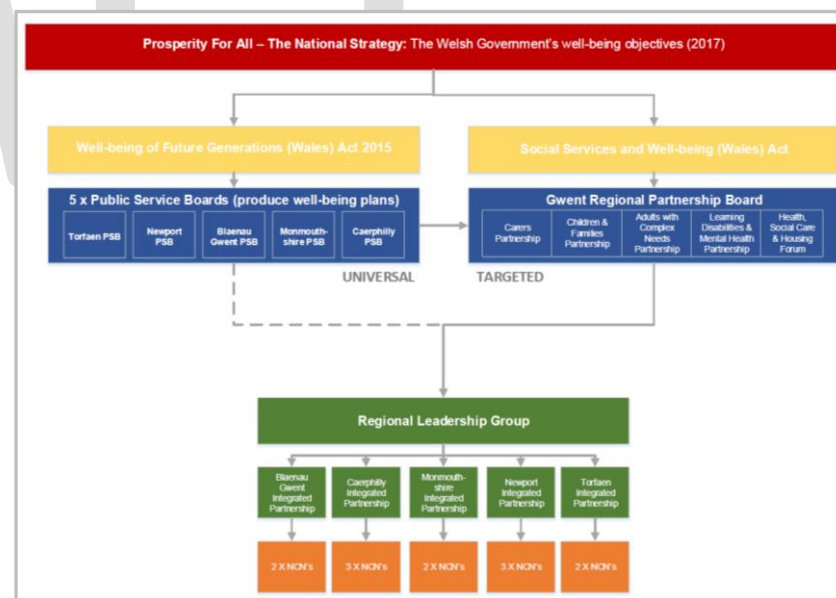 Prosperity For All – The National Strategy: The Welsh Government's well-being objectives (2017)
Well-being of Future Generations (Wales) Act 2015
Social Services and Well-being (Wales) Act
5 x Public Service Boards (produce well-being plans)
Torfaen PSB
Newport
PSB
Blaenau
Gwent PSB
Monmouth-
shire PSB
Caerphilly
PSB
Gwent Regional Partnership Board
Carers
Partnership
Children &
Families
Partnership
Adults with
Complex
Needs
Partnership
Learning
Disabilities &
Mental Health
Partnership
Health,
Social Care
& Housing
Forum
UNIVERSAL
TARGETED
Regional Leadership Group
Blaenau
Gwent
Integrated
Partnership
Caerphilly
Integrated
Partnership
Monmouth-
shire
Integrated
Partnership
Newport
Integrated
Partnership
Torfaen
Integrated
Partnership
2 X NCN's
3 X NCN's
2 X NCN's
3 X NCN's
2 X NCN's